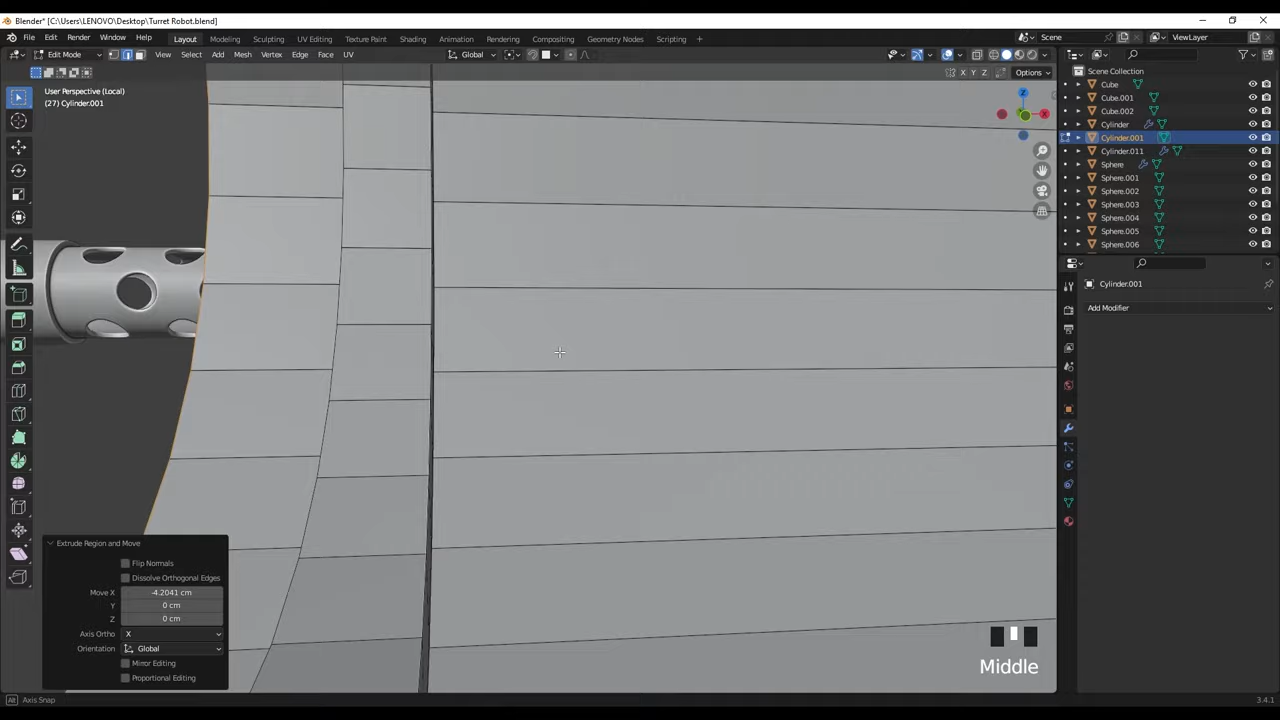 Blender* [C:\Users\LENOVO\Desktop\Turret Robot.blend]
File Edit Render Window Help Layout Modeling Sculpting UV Editing Texture Paint Shading Animation Rendering Compositing Geometry Nodes Scripting + Scene ViewLayer
Edit Mode View Select Add Mesh Vertex Edge Face UV Global
X Y Z Options
User Perspective (Local)
(27) Cylinder.001
Z
X
Scene Collection
Cube
Cube.001
Cube.002
Cylinder
Cylinder.001
Cylinder.011
Sphere
Sphere.001
Sphere.002
Sphere.003
Sphere.004
Sphere.005
Sphere.006
Cylinder.001
Add Modifier
Extrude Region and Move
Flip Normals
Dissolve Orthogonal Edges
Move X -4.2041 cm
Y 0 cm
Z 0 cm
Axis Ortho X
Orientation Global
Mirror Editing
Proportional Editing
Middle
Alt Axis Snap 3.4.1